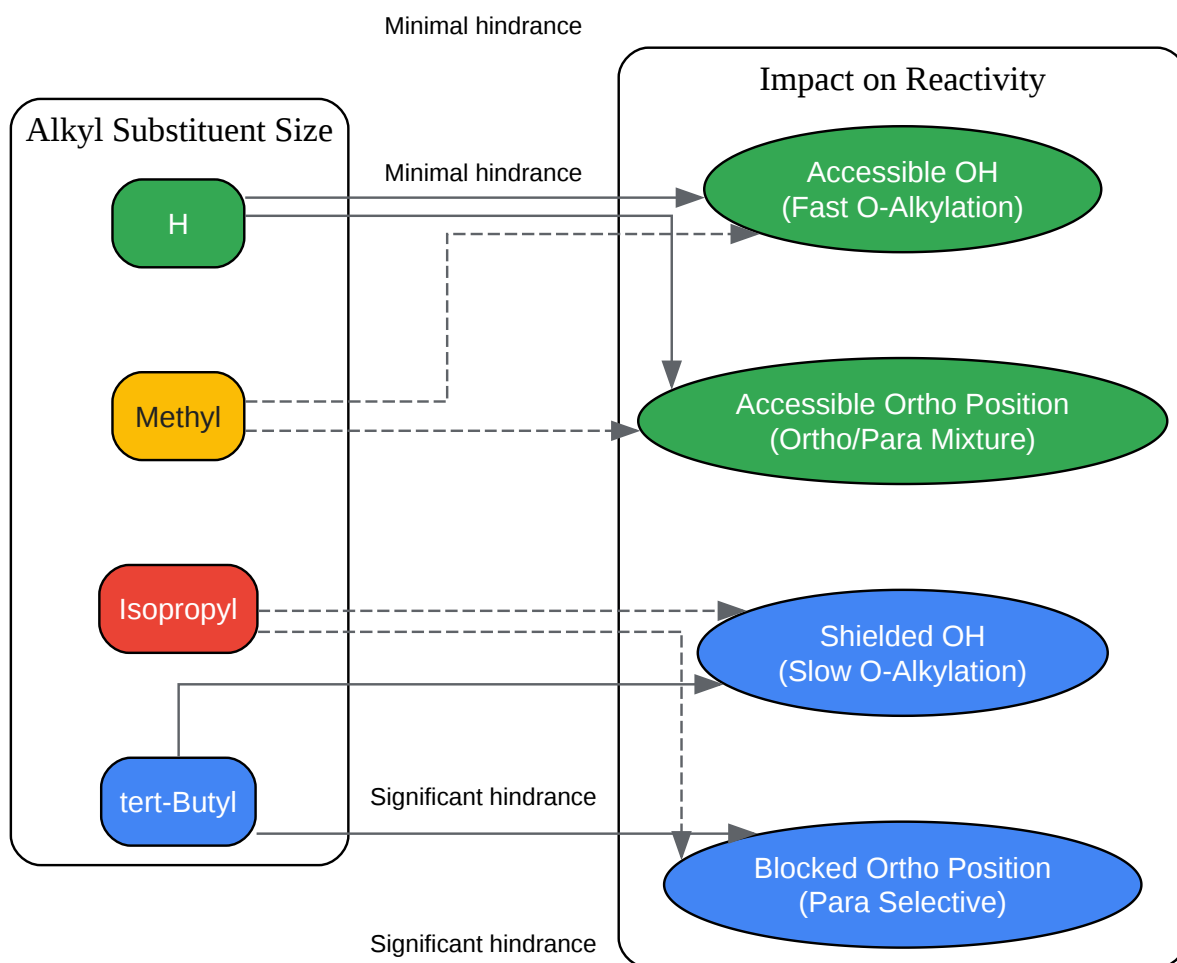 Minimal hindrance
Impact on Reactivity
Alkyl Substituent Size
H
Minimal hindrance
Accessible OH
(Fast O-Alkylation)
Methyl
Accessible Ortho Position
(Ortho/Para Mixture)
Isopropyl
Shielded OH
(Slow O-Alkylation)
tert-Butyl
Significant hindrance
Blocked Ortho Position
(Para Selective)
Significant hindrance